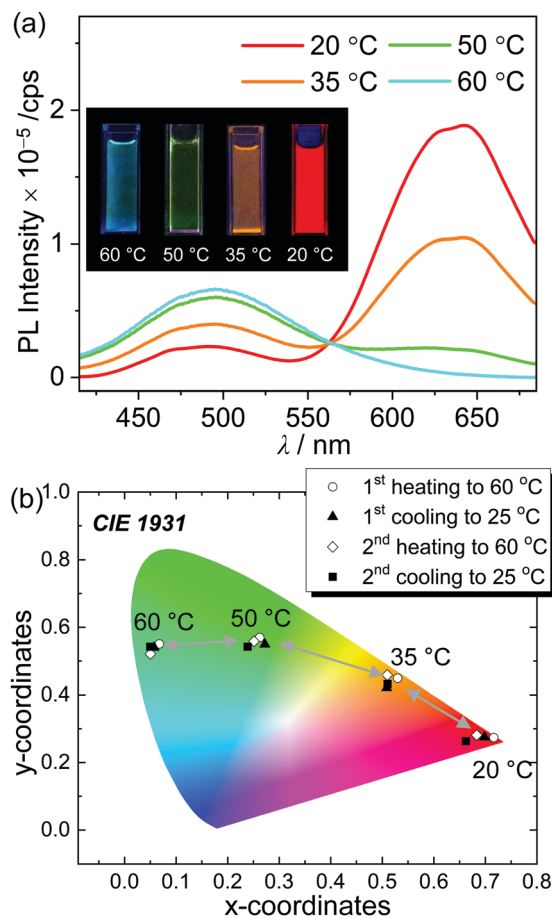 (a)
20 °C
50 °C
35 °C
60 °C
2
1
0
PL Intensity × 10⁻⁵ /cps
60 °C 50 °C 35 °C 20 °C
450 500 550 600 650
λ / nm
(b)
1st heating to 60 °C
1st cooling to 25 °C
2nd heating to 60 °C
2nd cooling to 25 °C
CIE 1931
1.0
0.8
0.6
0.4
0.2
0.0
y-coordinates
60 °C
50 °C
35 °C
20 °C
0.0 0.1 0.2 0.3 0.4 0.5 0.6 0.7 0.8
x-coordinates